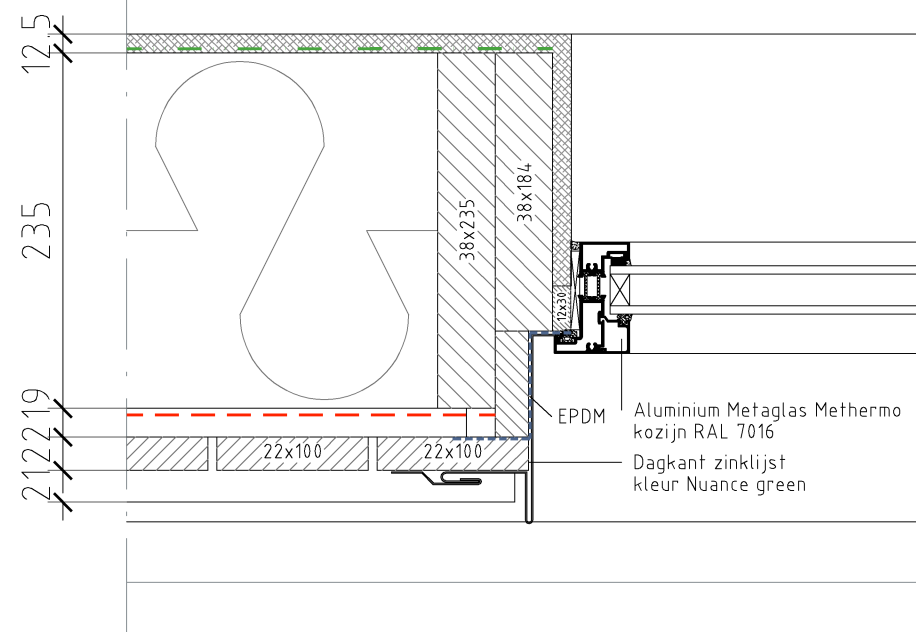 12,5
235
19
22
21
38x235
38x184
12x30
22x100
22x100
EPDM
Aluminium Metaglas Methermo
kozijn RAL 7016
Dagkant zinklijst
kleur Nuance green